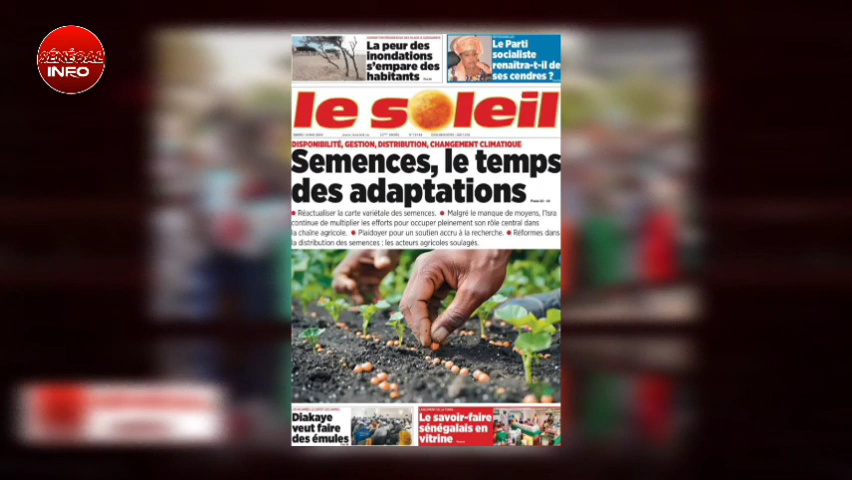 SÉNÉGAL
INFO
La peur des
inondations
s'empare des
habitants
Le Parti
socialiste
renaîtra-t-il de
ses cendres ?
le soleil
DISPONIBILITÉ, GESTION, DISTRIBUTION, CHANGEMENT CLIMATIQUE
Semences, le temps
des adaptations
● Réactualiser la carte variétale des semences. ● Malgré le manque de moyens, l'Isra
continue de multiplier les efforts pour occuper pleinement son rôle central dans
la chaîne agricole. ● Plaidoyer pour un soutien accru à la recherche. ● Réformes dans
la distribution des semences ; les acteurs agricoles soulagés.
Diakaye
veut faire
des émules
Le savoir-faire
sénégalais en
vitrine